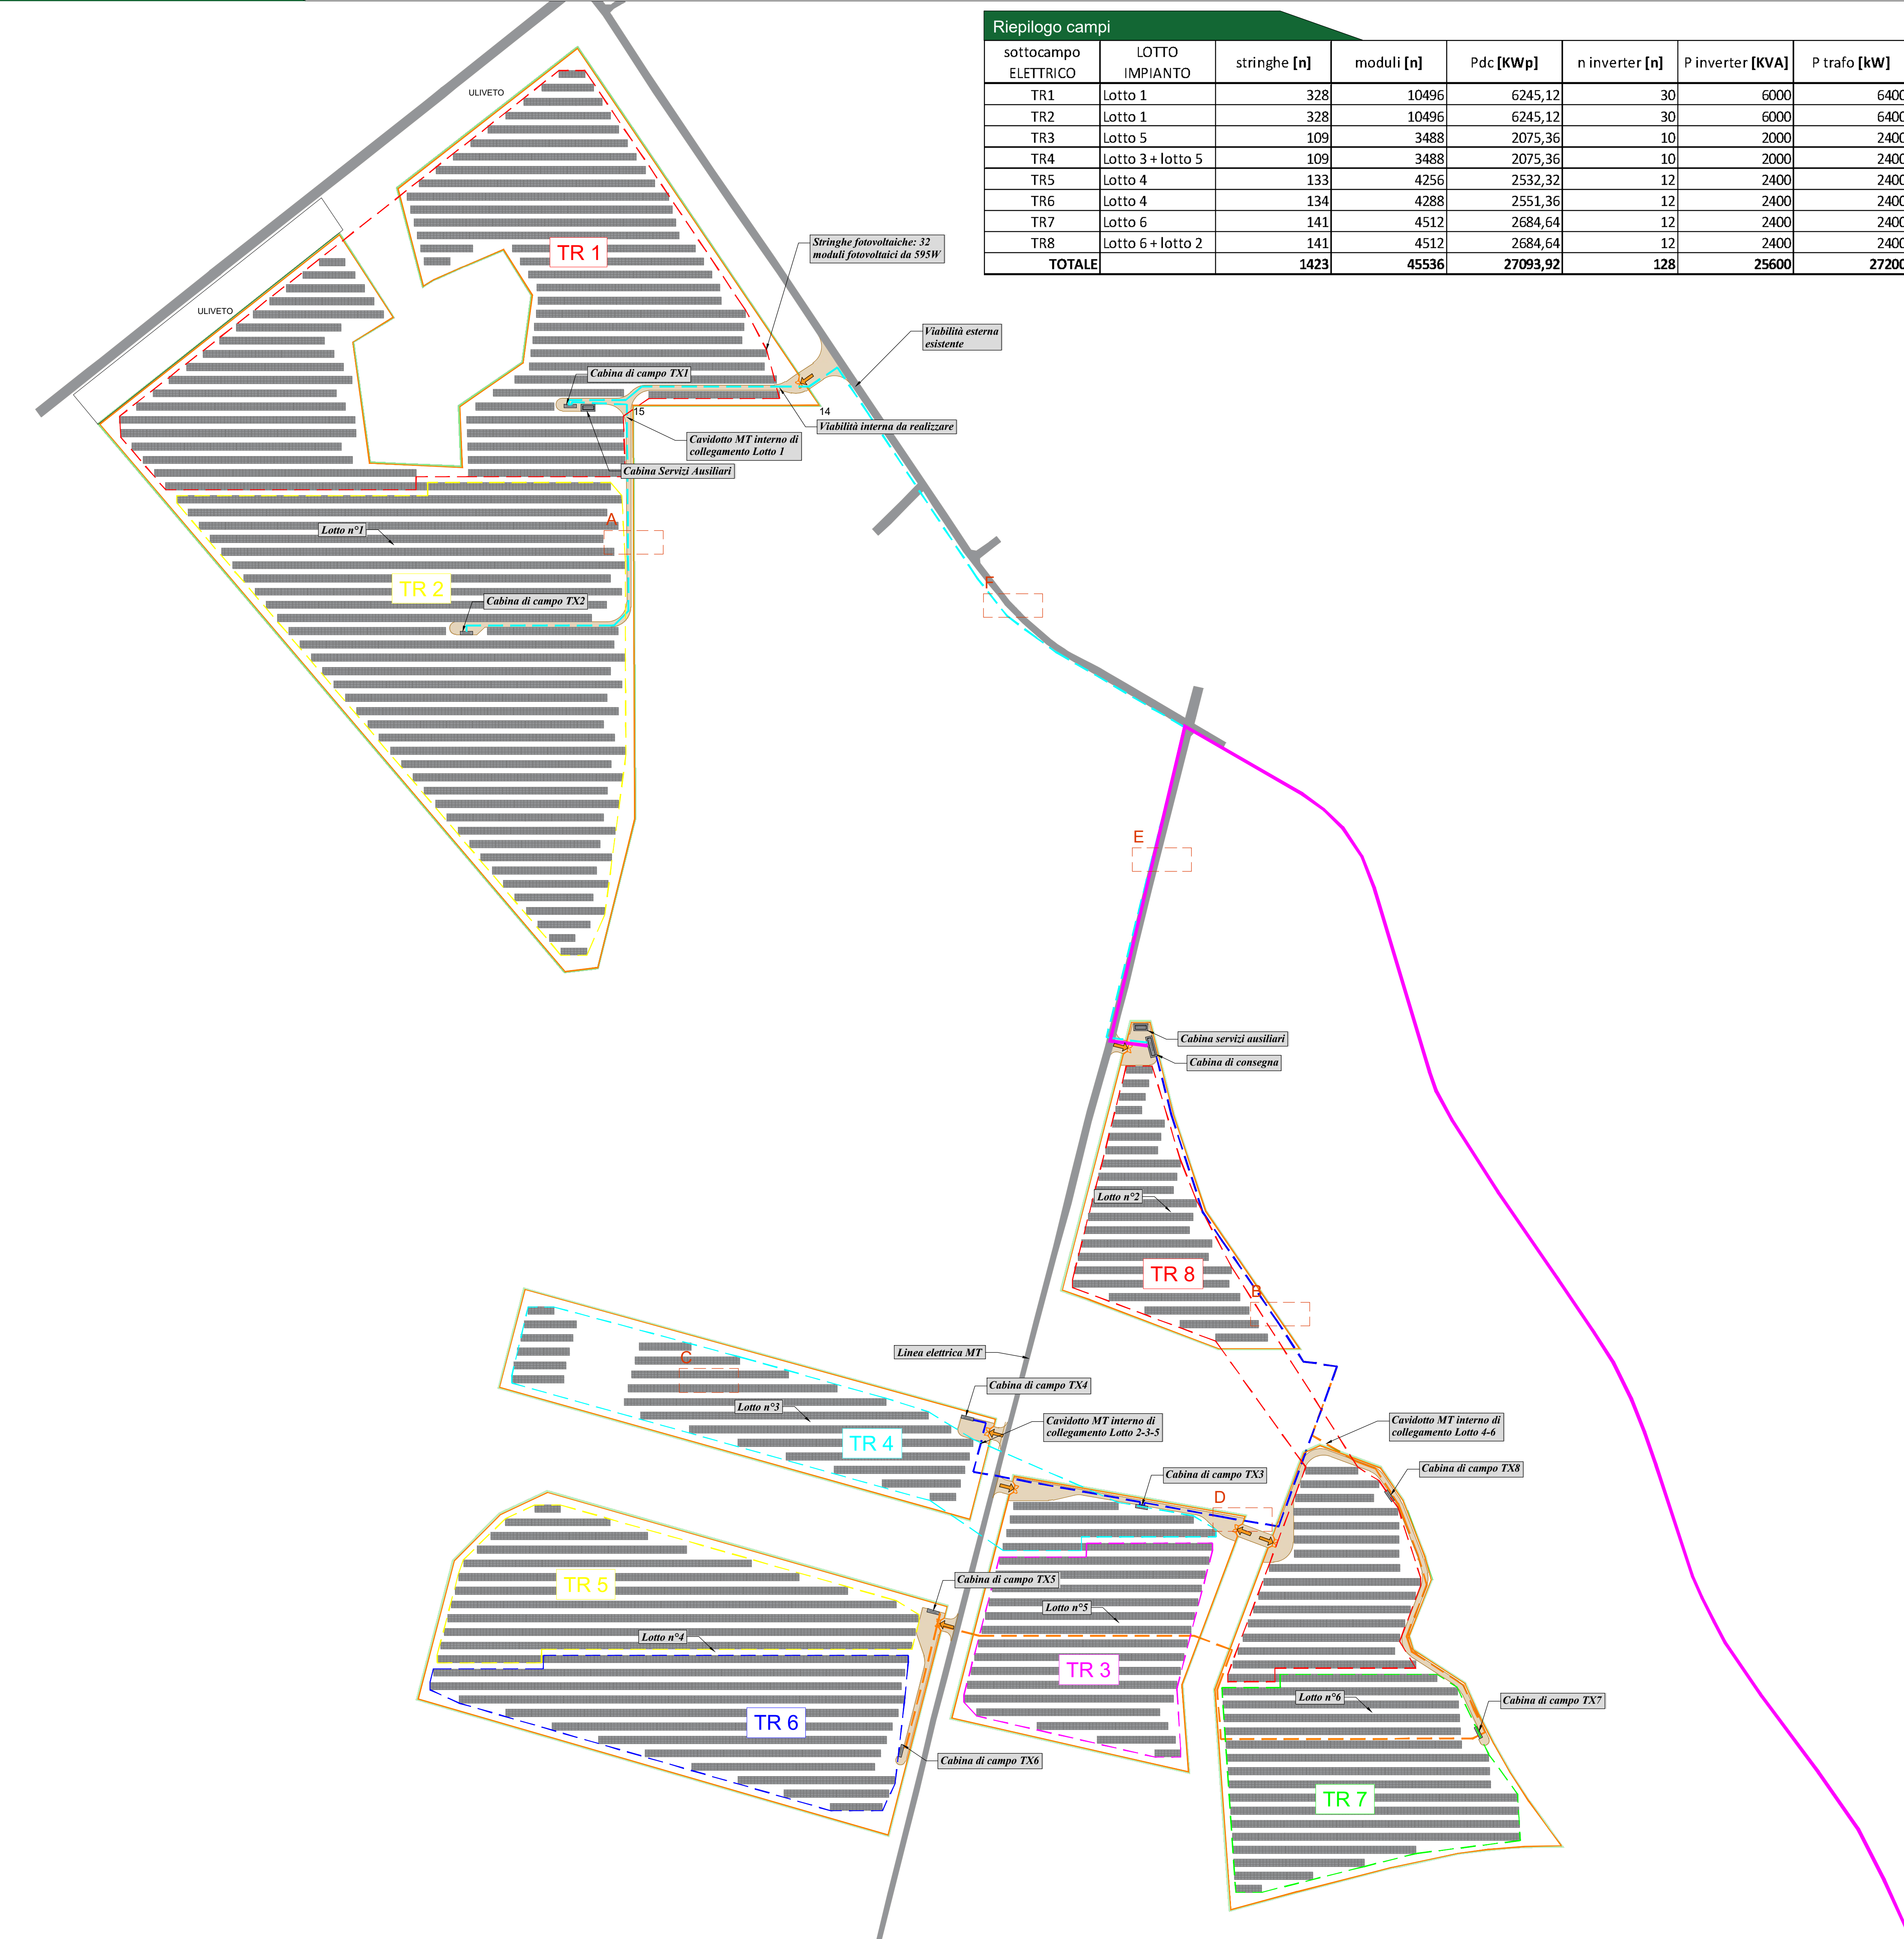 Riepilogo campi
sottocampo ELETTRICO LOTTO IMPIANTO stringhe [n] moduli [n] Pdc [KWp] n inverter [n] P inverter [KVA] P trafo [kW]
TR1 Lotto 1 328 10496 6245,12 30 6000 6400
TR2 Lotto 1 328 10496 6245,12 30 6000 6400
TR3 Lotto 5 109 3488 2075,36 10 2000 2400
TR4 Lotto 3 + lotto 5 109 3488 2075,36 10 2000 2400
TR5 Lotto 4 133 4256 2532,32 12 2400 2400
TR6 Lotto 4 134 4288 2551,36 12 2400 2400
TR7 Lotto 6 141 4512 2684,64 12 2400 2400
TR8 Lotto 6 + lotto 2 141 4512 2684,64 12 2400 2400
TOTALE 1423 45536 27093,92 128 25600 27200
ULIVETO
TR 1
Stringhe fotovoltaiche: 32
moduli fotovoltaici da 595W
ULIVETO
Viabilità esterna
esistente
Cabina di campo TX1
15
14
Viabilità interna da realizzare
Cavidotto MT interno di
collegamento Lotto 1
Cabina Servizi Ausiliari
A
Lotto n°1
TR 2
F
Cabina di campo TX2
E
Cabina servizi ausiliari
Cabina di consegna
Lotto n°2
TR 8
B
Linea elettrica MT
C
Cabina di campo TX4
Lotto n°3
Cavidotto MT interno di
collegamento Lotto 2-3-5
Cavidotto MT interno di
collegamento Lotto 4-6
TR 4
Cabina di campo TX8
Cabina di campo TX3
D
TR 5
Cabina di campo TX5
Lotto n°5
Lotto n°4
TR 3
Lotto n°6
Cabina di campo TX7
TR 6
Cabina di campo TX6
TR 7